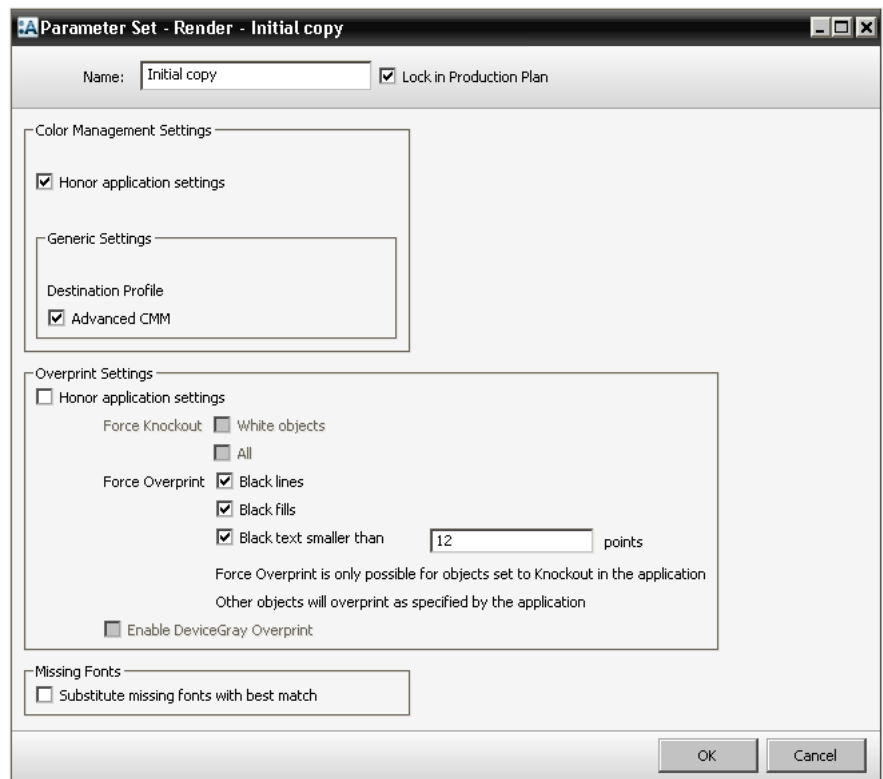 :A Parameter Set - Render - Initial copy
Name: Initial copy Lock in Production Plan
Color Management Settings
Honor application settings
Generic Settings
Destination Profile
Advanced CMM
Overprint Settings
Honor application settings
Force Knockout White objects
All
Force Overprint Black lines
Black fills
Black text smaller than 12 points
Force Overprint is only possible for objects set to Knockout in the application
Other objects will overprint as specified by the application
Enable DeviceGray Overprint
Missing Fonts
Substitute missing fonts with best match
OK Cancel